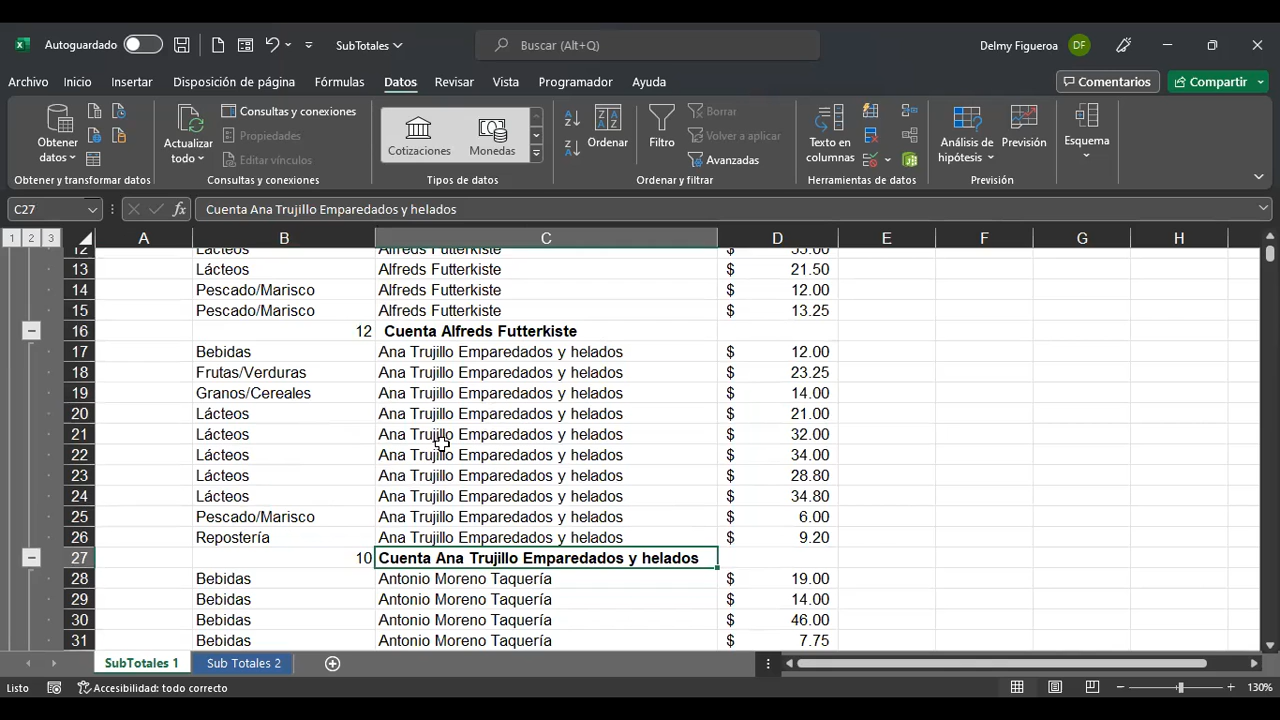 Autoguardado
SubTotales
Buscar (Alt+Q)
Delmy Figueroa DF
Archivo Inicio Insertar Disposición de página Fórmulas Datos Revisar Vista Programador Ayuda Comentarios Compartir
Obtener datos
Obtener y transformar datos
Actualizar todo
Consultas y conexiones
Propiedades
Editar vínculos
Consultas y conexiones
Cotizaciones Monedas
Tipos de datos
Ordenar
Filtro
Borrar
Volver a aplicar
Avanzadas
Ordenar y filtrar
Texto en columnas
Herramientas de datos
Análisis de hipótesis
Previsión
Previsión
Esquema
C27 fx Cuenta Ana Trujillo Emparedados y helados
1 2 3 A B C D E F G H
12 Lácteos Alfreds Futterkiste $ 55.00
13 Lácteos Alfreds Futterkiste $ 21.50
14 Pescado/Marisco Alfreds Futterkiste $ 12.00
15 Pescado/Marisco Alfreds Futterkiste $ 13.25
16 12 Cuenta Alfreds Futterkiste
17 Bebidas Ana Trujillo Emparedados y helados $ 12.00
18 Frutas/Verduras Ana Trujillo Emparedados y helados $ 23.25
19 Granos/Cereales Ana Trujillo Emparedados y helados $ 14.00
20 Lácteos Ana Trujillo Emparedados y helados $ 21.00
21 Lácteos Ana Trujillo Emparedados y helados $ 32.00
22 Lácteos Ana Trujillo Emparedados y helados $ 34.00
23 Lácteos Ana Trujillo Emparedados y helados $ 28.80
24 Lácteos Ana Trujillo Emparedados y helados $ 34.80
25 Pescado/Marisco Ana Trujillo Emparedados y helados $ 6.00
26 Repostería Ana Trujillo Emparedados y helados $ 9.20
27 10 Cuenta Ana Trujillo Emparedados y helados
28 Bebidas Antonio Moreno Taquería $ 19.00
29 Bebidas Antonio Moreno Taquería $ 14.00
30 Bebidas Antonio Moreno Taquería $ 46.00
31 Bebidas Antonio Moreno Taquería $ 7.75
SubTotales 1 Sub Totales 2
Listo Accesibilidad: todo correcto 130%